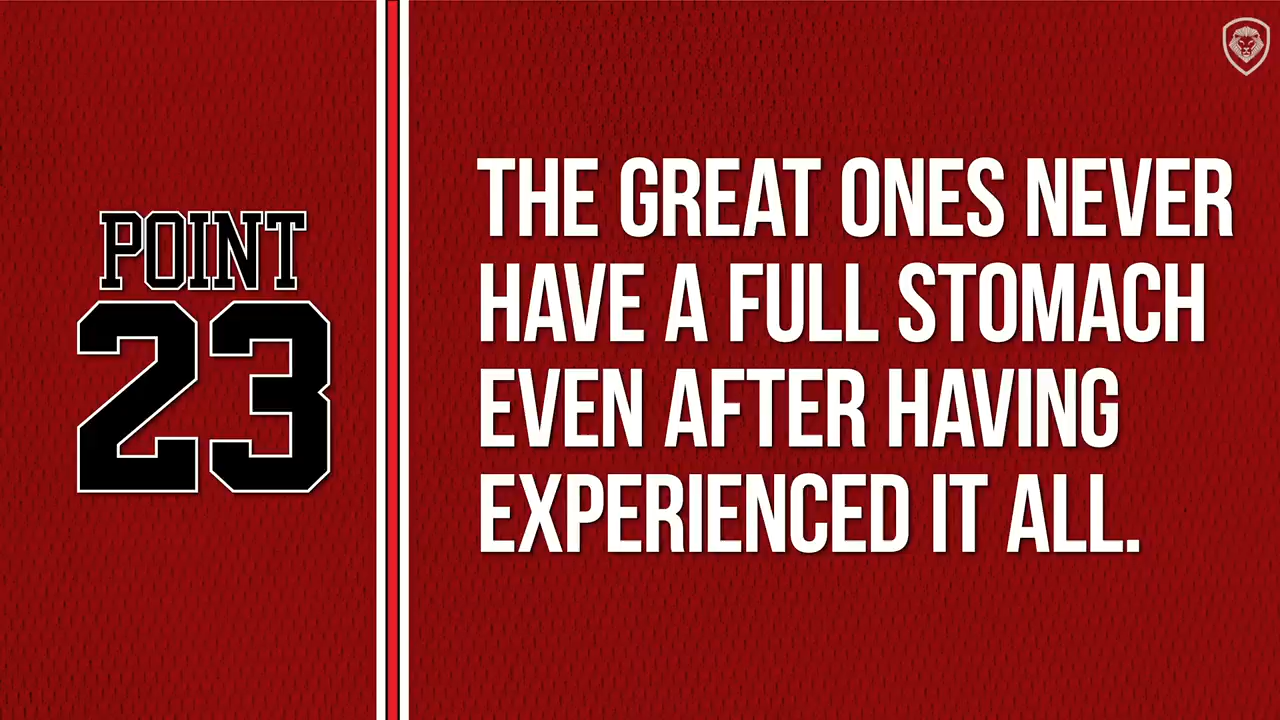 POINT
23
THE GREAT ONES NEVER
HAVE A FULL STOMACH
EVEN AFTER HAVING
EXPERIENCED IT ALL.